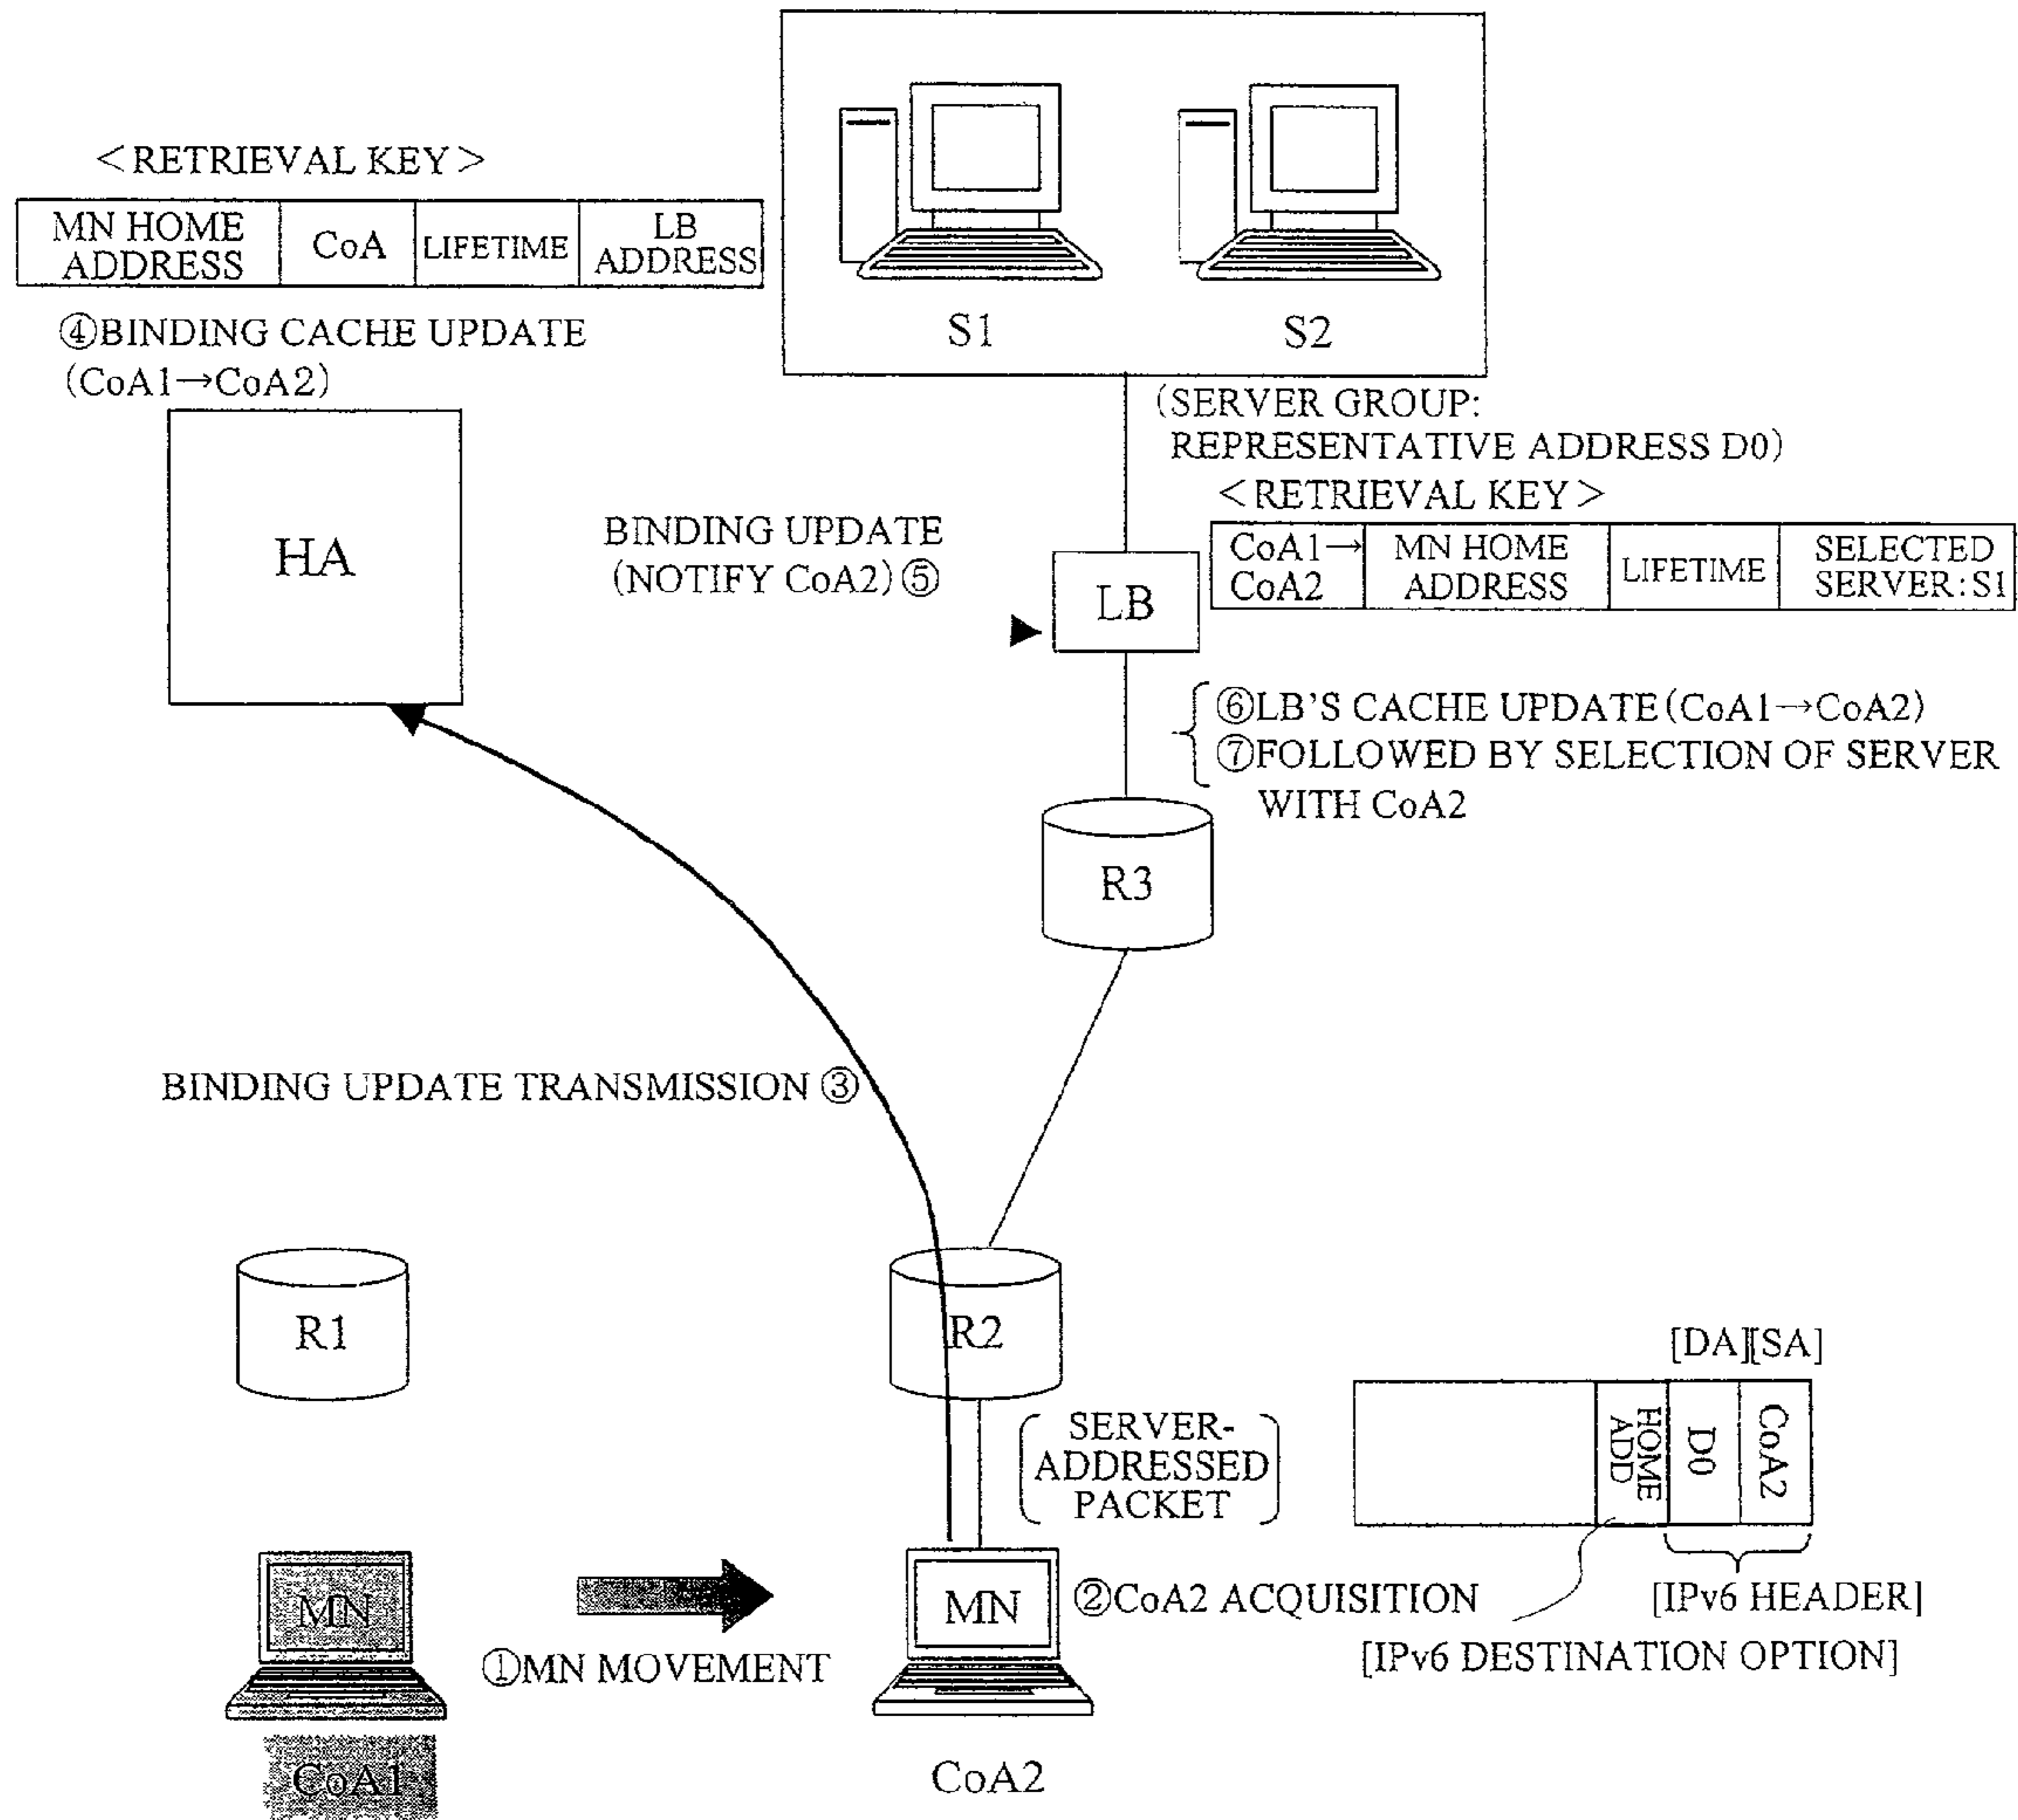 S1
S2
<RETRIEVAL KEY>
MN HOME ADDRESS
CoA
LIFETIME
LB ADDRESS
④BINDING CACHE UPDATE
(CoA1→CoA2)
(SERVER GROUP:
REPRESENTATIVE ADDRESS D0)
<RETRIEVAL KEY>
CoA1→CoA2
MN HOME ADDRESS
LIFETIME
SELECTED SERVER:S1
HA
BINDING UPDATE
(NOTIFY CoA2)⑤
LB
⑥LB'S CACHE UPDATE(CoA1→CoA2)
⑦FOLLOWED BY SELECTION OF SERVER
WITH CoA2
R3
BINDING UPDATE TRANSMISSION ③
R1
R2
[DA][SA]
SERVER-
ADDRESSED
PACKET
HOME ADD
D0
CoA2
MN
MN
②CoA2 ACQUISITION
[IPv6 HEADER]
[IPv6 DESTINATION OPTION]
①MN MOVEMENT
CoA1
CoA2